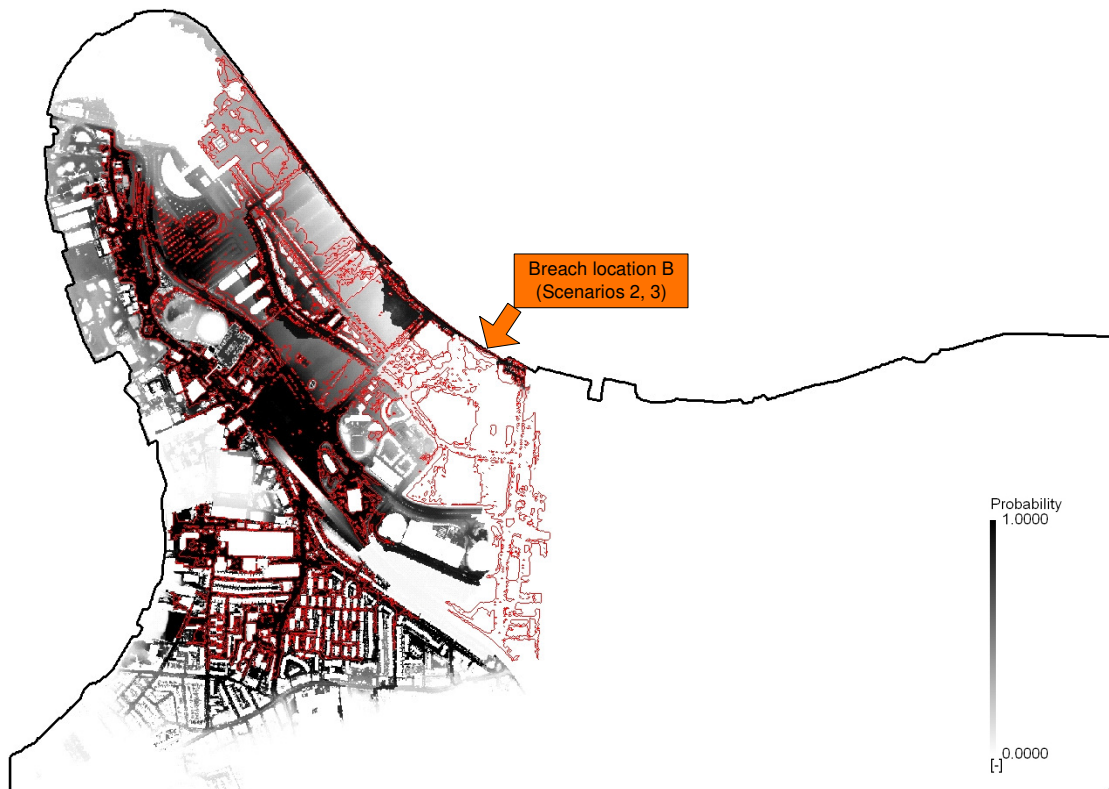 Breach location B
(Scenarios 2, 3)
Probability
1.0000
0.0000
[-]